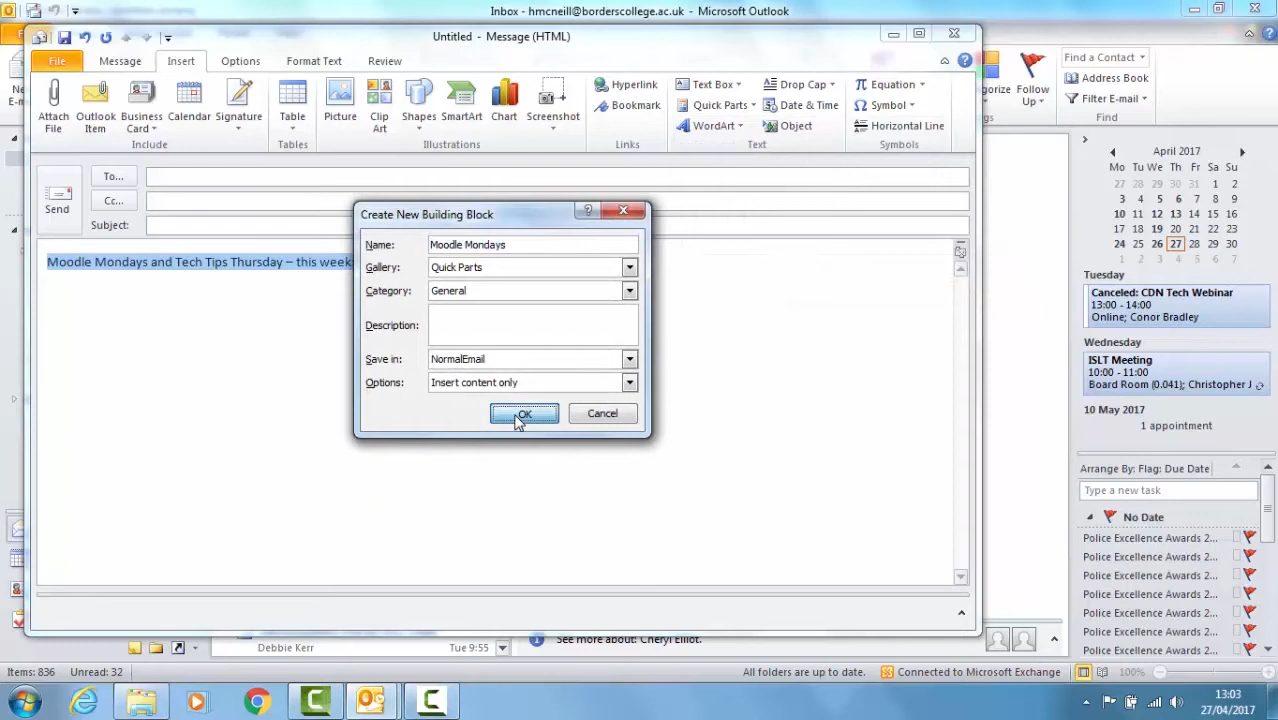 Inbox - hmcneill@borderscollege.ac.uk - Microsoft Outlook
Untitled - Message (HTML)
File Message Insert Options Format Text Review
Attach File
Outlook Item
Business Card
Calendar
Signature
Include
Table
Tables
Picture
Clip Art
Shapes
SmartArt
Chart
Screenshot
Illustrations
Hyperlink
Bookmark
Links
Text Box
Quick Parts
WordArt
Drop Cap
Date & Time
Object
Text
Equation
Symbol
Horizontal Line
Symbols
Follow Up
Find a Contact
Address Book
Filter E-mail
Find
Send
To...
Cc...
Subject:
Moodle Mondays and Tech Tips Thursday – this week
Create New Building Block
Name: Moodle Mondays
Gallery: Quick Parts
Category: General
Description:
Save in: NormalEmail
Options: Insert content only
OK Cancel
April 2017
Mo Tu We Th Fr Sa Su
27 28 29 30 31 1 2
3 4 5 6 7 8 9
10 11 12 13 14 15 16
17 18 19 20 21 22 23
24 25 26 27 28 29 30
Tuesday
Canceled: CDN Tech Webinar
13:00 - 14:00
Online; Conor Bradley
Wednesday
ISLT Meeting
10:00 - 11:00
Board Room (0.041); Christopher J
10 May 2017
1 appointment
Arrange By: Flag: Due Date
Type a new task
No Date
Police Excellence Awards 2...
Police Excellence Awards 2...
Police Excellence Awards 2...
Police Excellence Awards 2...
Police Excellence Awards 2...
Police Excellence Awards 2...
Police Excellence Awards 2...
Debbie Kerr Tue 9:55
See more about: Cheryl Elliot.
Items: 836 Unread: 32
All folders are up to date. Connected to Microsoft Exchange 100%
13:03
27/04/2017